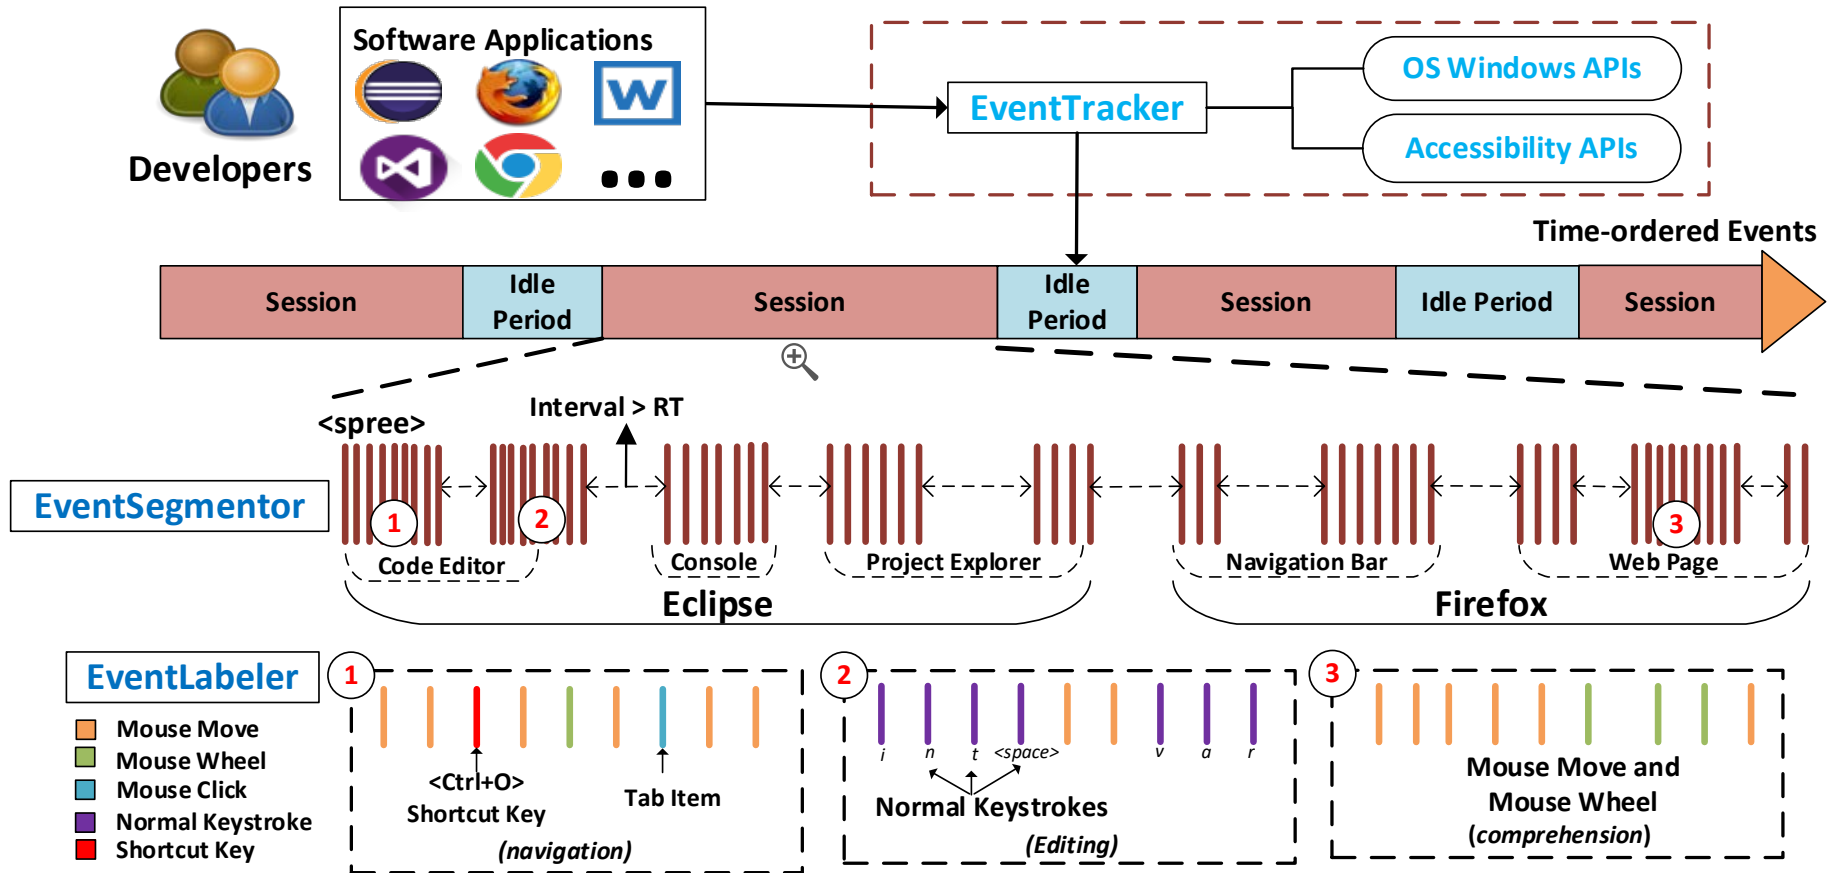 Software Applications
W
Developers
EventTracker
OS Windows APIs
Accessibility APIs
Time-ordered Events
Session
Idle
Period
Session
Idle
Period
Session
Idle Period
Session
<spree>
Interval > RT
EventSegmentor
1
2
3
Code Editor
Console
Project Explorer
Navigation Bar
Web Page
Eclipse
Firefox
EventLabeler
Mouse Move
Mouse Wheel
Mouse Click
Normal Keystroke
Shortcut Key
1
<Ctrl+O>
Shortcut Key
Tab Item
(navigation)
2
i n t <space> v a r
Normal Keystrokes
(Editing)
3
Mouse Move and
Mouse Wheel
(comprehension)